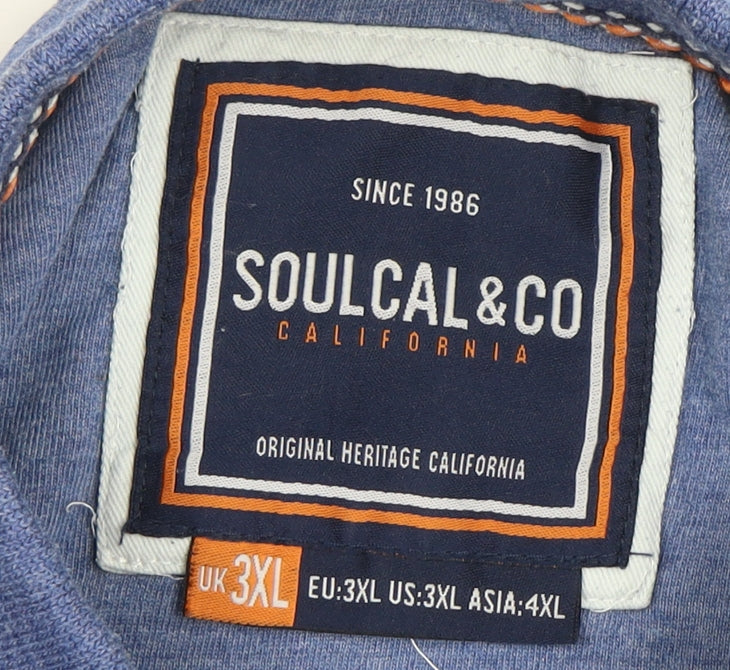 SINCE 1986
SOULCAL&CO
CALIFORNIA
ORIGINAL HERITAGE CALIFORNIA
UK 3XL EU:3XL US:3XL ASIA:4XL